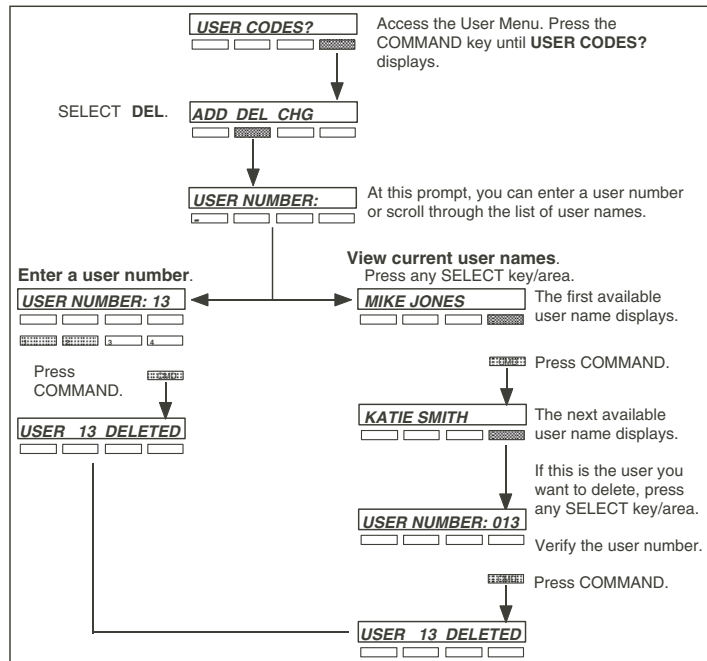 USER CODES?
Access the User Menu. Press the
COMMAND key until USER CODES?
displays.
SELECT DEL.
ADD DEL CHG
USER NUMBER:
-
At this prompt, you can enter a user number
or scroll through the list of user names.
Enter a user number.
USER NUMBER: 13
1 2 3 4
Press
COMMAND.
CMD
USER 13 DELETED
View current user names.
Press any SELECT key/area.
MIKE JONES
The first available
user name displays.
CMD
Press COMMAND.
KATIE SMITH
The next available
user name displays.
If this is the user you
want to delete, press
any SELECT key/area.
USER NUMBER: 013
Verify the user number.
CMD
Press COMMAND.
USER 13 DELETED